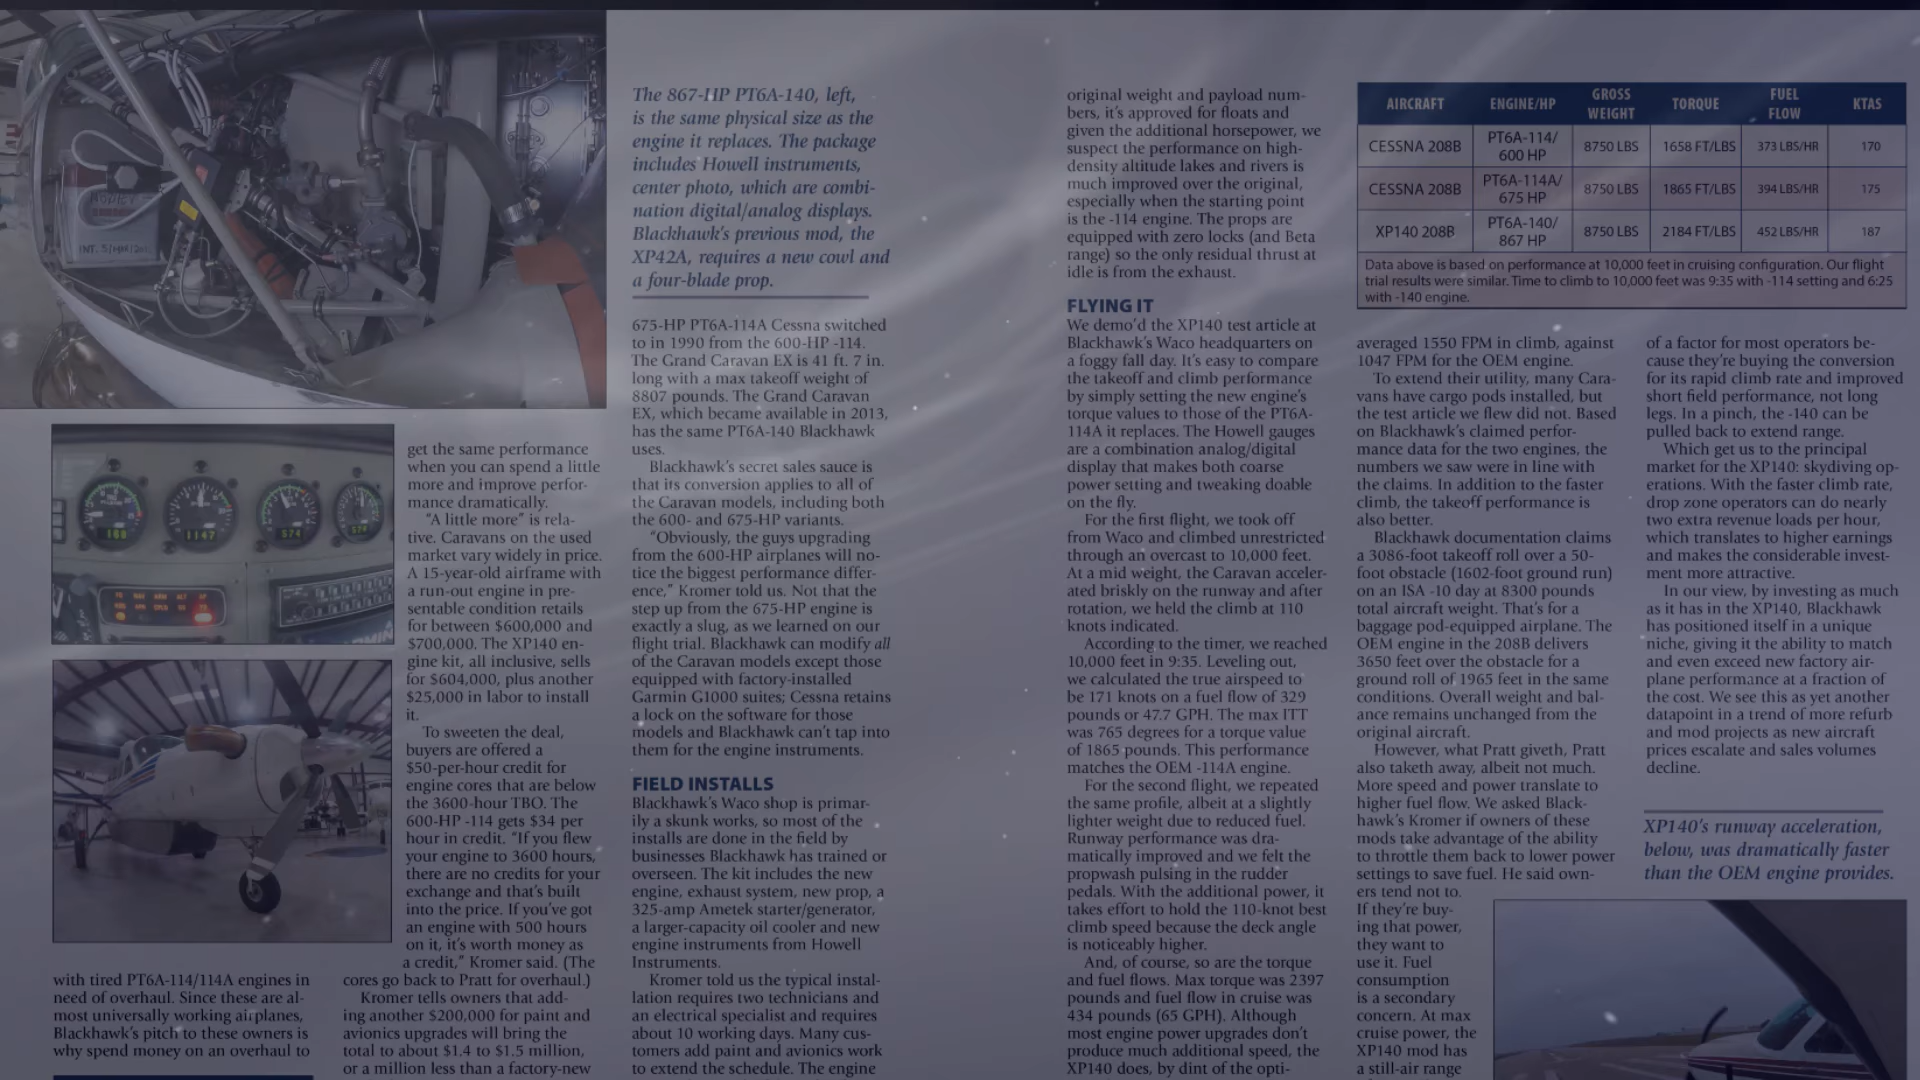 The 867-HP PT6A-140, left,
is the same physical size as the
engine it replaces. The package
includes Howell instruments,
center photo, which are combi-
nation digital/analog displays.
Blackhawk's previous mod, the
XP42A, requires a new cowl and
a four-blade prop.
get the same performance
when you can spend a little
more and improve perfor-
mance dramatically.
"A little more" is rela-
tive. Caravans on the used
market vary widely in price.
A 15-year-old airframe with
a run-out engine in pre-
sentable condition retails
for between $600,000 and
$700,000. The XP140 en-
gine kit, all inclusive, sells
for $604,000, plus another
$25,000 in labor to install
it.
To sweeten the deal,
buyers are offered a
$50-per-hour credit for
engine cores that are below
the 3600-hour TBO. The
600-HP -114 gets $34 per
hour in credit. "If you flew
your engine to 3600 hours,
there are no credits for your
exchange and that's built
into the price. If you've got
an engine with 500 hours
on it, it's worth money as
a credit," Kromer said. (The
cores go back to Pratt for overhaul.)
Kromer tells owners that add-
ing another $200,000 for paint and
avionics upgrades will bring the
total to about $1.4 to $1.5 million,
or a million less than a factory-new
with tired PT6A-114/114A engines in
need of overhaul. Since these are al-
most universally working airplanes,
Blackhawk's pitch to these owners is
why spend money on an overhaul to
675-HP PT6A-114A Cessna switched
to in 1990 from the 600-HP -114.
The Grand Caravan EX is 41 ft. 7 in.
long with a max takeoff weight of
8807 pounds. The Grand Caravan
EX, which became available in 2013,
has the same PT6A-140 Blackhawk
uses.
Blackhawk's secret sales sauce is
that its conversion applies to all of
the Caravan models, including both
the 600- and 675-HP variants.
"Obviously, the guys upgrading
from the 600-HP airplanes will no-
tice the biggest performance differ-
ence," Kromer told us. Not that the
step up from the 675-HP engine is
exactly a slug, as we learned on our
flight trial. Blackhawk can modify all
of the Caravan models except those
equipped with factory-installed
Garmin G1000 suites; Cessna retains
a lock on the software for those
models and Blackhawk can't tap into
them for the engine instruments.
FIELD INSTALLS
Blackhawk's Waco shop is primar-
ily a skunk works, so most of the
installs are done in the field by
businesses Blackhawk has trained or
overseen. The kit includes the new
engine, exhaust system, new prop, a
325-amp Ametek starter/generator,
a larger-capacity oil cooler and new
engine instruments from Howell
Instruments.
Kromer told us the typical instal-
lation requires two technicians and
an electrical specialist and requires
about 10 working days. Many cus-
tomers add paint and avionics work
to extend the schedule. The engine
original weight and payload num-
bers, it's approved for floats and
given the additional horsepower, we
suspect the performance on high-
density altitude lakes and rivers is
much improved over the original,
especially when the starting point
is the -114 engine. The props are
equipped with zero locks (and Beta
range) so the only residual thrust at
idle is from the exhaust.
FLYING IT
We demo'd the XP140 test article at
Blackhawk's Waco headquarters on
a foggy fall day. It's easy to compare
the takeoff and climb performance
by simply setting the new engine's
torque values to those of the PT6A-
114A it replaces. The Howell gauges
are a combination analog/digital
display that makes both coarse
power setting and tweaking doable
on the fly.
For the first flight, we took off
from Waco and climbed unrestricted
through an overcast to 10,000 feet.
At a mid weight, the Caravan acceler-
ated briskly on the runway and after
rotation, we held the climb at 110
knots indicated.
According to the timer, we reached
10,000 feet in 9:35. Leveling out,
we calculated the true airspeed to
be 171 knots on a fuel flow of 329
pounds or 47.7 GPH. The max ITT
was 765 degrees for a torque value
of 1865 pounds. This performance
matches the OEM -114A engine.
For the second flight, we repeated
the same profile, albeit at a slightly
lighter weight due to reduced fuel.
Runway performance was dra-
matically improved and we felt the
propwash pulsing in the rudder
pedals. With the additional power, it
takes effort to hold the 110-knot best
climb speed because the deck angle
is noticeably higher.
And, of course, so are the torque
and fuel flows. Max torque was 2397
pounds and fuel flow in cruise was
434 pounds (65 GPH). Although
most engine power upgrades don't
produce much additional speed, the
XP140 does, by dint of the opti-
AIRCRAFT ENGINE/HP GROSS WEIGHT TORQUE FUEL FLOW KTAS
CESSNA 208B PT6A-114/ 600 HP 8750 LBS 1658 FT/LBS 373 LBS/HR 170
CESSNA 208B PT6A-114A/ 675 HP 8750 LBS 1865 FT/LBS 394 LBS/HR 175
XP140 208B PT6A-140/ 867 HP 8750 LBS 2184 FT/LBS 452 LBS/HR 187
Data above is based on performance at 10,000 feet in cruising configuration. Our flight
trial results were similar. Time to climb to 10,000 feet was 9:35 with -114 setting and 6:25
with -140 engine.
averaged 1550 FPM in climb, against
1047 FPM for the OEM engine.
To extend their utility, many Cara-
vans have cargo pods installed, but
the test article we flew did not. Based
on Blackhawk's claimed perfor-
mance data for the two engines, the
numbers we saw were in line with
the claims. In addition to the faster
climb, the takeoff performance is
also better.
Blackhawk documentation claims
a 3086-foot takeoff roll over a 50-
foot obstacle (1602-foot ground run)
on an ISA -10 day at 8300 pounds
total aircraft weight. That's for a
baggage pod-equipped airplane. The
OEM engine in the 208B delivers
3650 feet over the obstacle for a
ground roll of 1965 feet in the same
conditions. Overall weight and bal-
ance remains unchanged from the
original aircraft.
However, what Pratt giveth, Pratt
also taketh away, albeit not much.
More speed and power translate to
higher fuel flow. We asked Black-
hawk's Kromer if owners of these
mods take advantage of the ability
to throttle them back to lower power
settings to save fuel. He said own-
ers tend not to.
If they're buy-
ing that power,
they want to
use it. Fuel
consumption
is a secondary
concern. At max
cruise power, the
XP140 mod has
a still-air range
of a factor for most operators be-
cause they're buying the conversion
for its rapid climb rate and improved
short field performance, not long
legs. In a pinch, the -140 can be
pulled back to extend range.
Which get us to the principal
market for the XP140: skydiving op-
erations. With the faster climb rate,
drop zone operators can do nearly
two extra revenue loads per hour,
which translates to higher earnings
and makes the considerable invest-
ment more attractive.
In our view, by investing as much
as it has in the XP140, Blackhawk
has positioned itself in a unique
niche, giving it the ability to match
and even exceed new factory air-
plane performance at a fraction of
the cost. We see this as yet another
datapoint in a trend of more refurb
and mod projects as new aircraft
prices escalate and sales volumes
decline.
XP140's runway acceleration,
below, was dramatically faster
than the OEM engine provides.